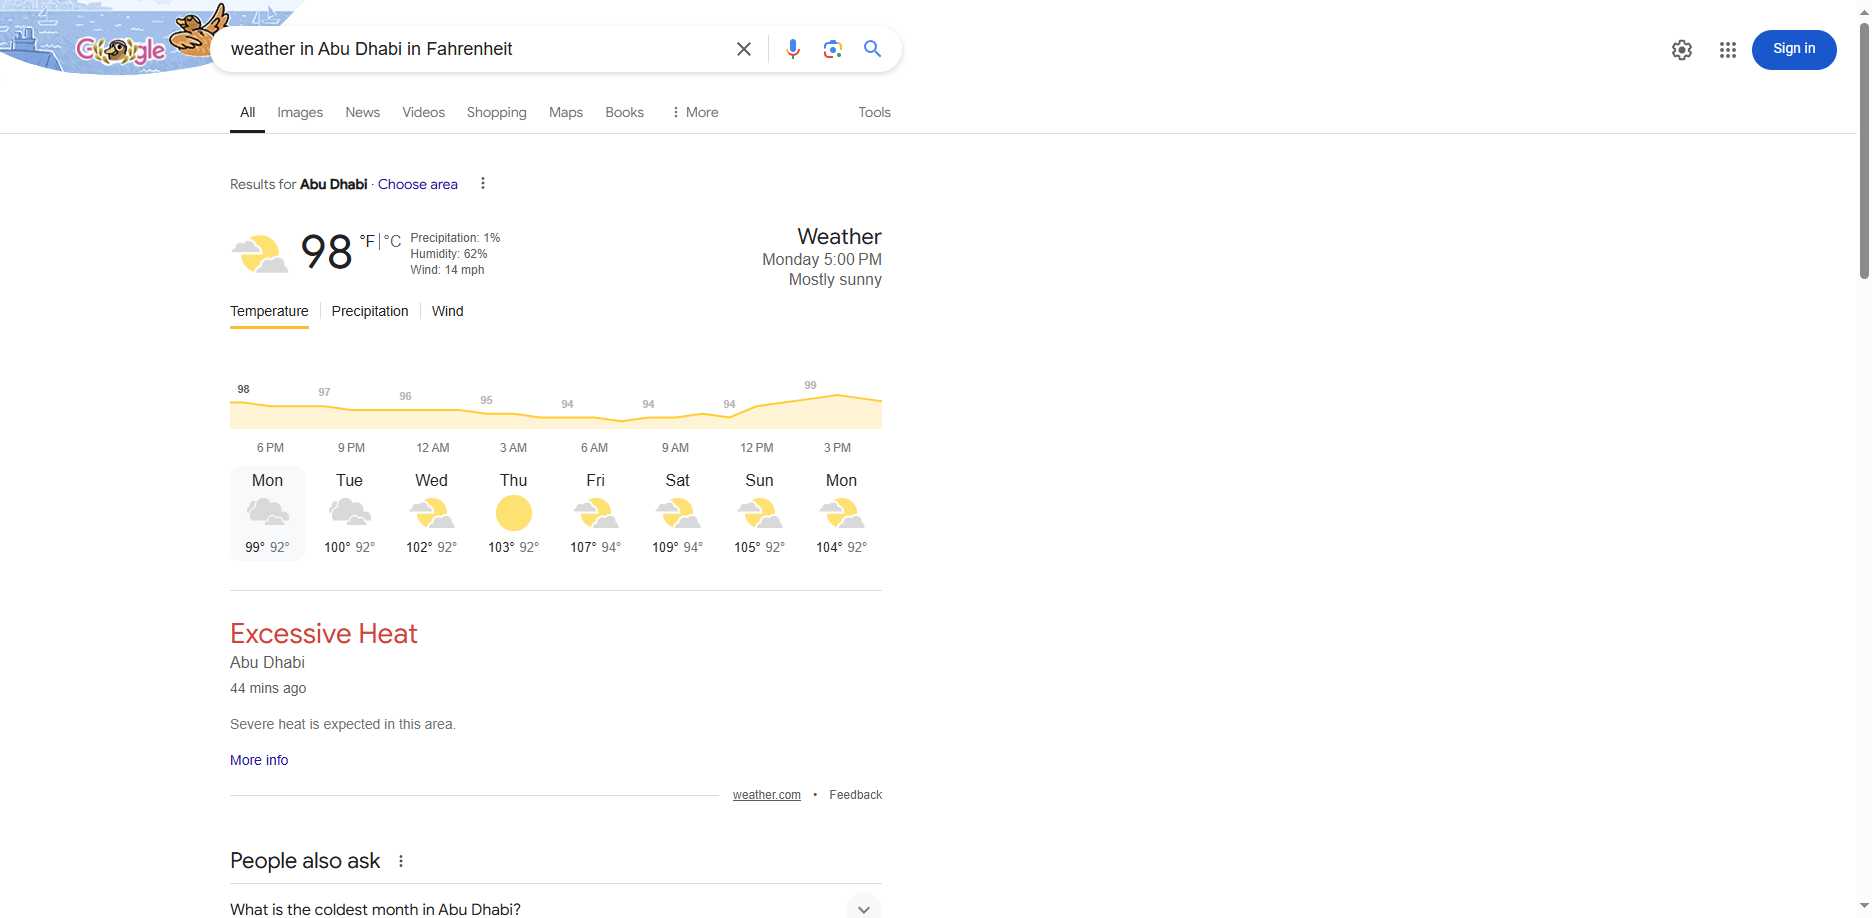 Google
weather in Abu Dhabi in Fahrenheit
Sign in
All Images News Videos Shopping Maps Books More Tools
Results for Abu Dhabi · Choose area
98 °F | °C
Precipitation: 1%
Humidity: 62%
Wind: 14 mph
Weather
Monday 5:00 PM
Mostly sunny
Temperature Precipitation Wind
98 97 96 95 94 94 94 99
6 PM 9 PM 12 AM 3 AM 6 AM 9 AM 12 PM 3 PM
Mon Tue Wed Thu Fri Sat Sun Mon
99° 92° 100° 92° 102° 92° 103° 92° 107° 94° 109° 94° 105° 92° 104° 92°
Excessive Heat
Abu Dhabi
44 mins ago
Severe heat is expected in this area.
More info
weather.com • Feedback
People also ask
What is the coldest month in Abu Dhabi?